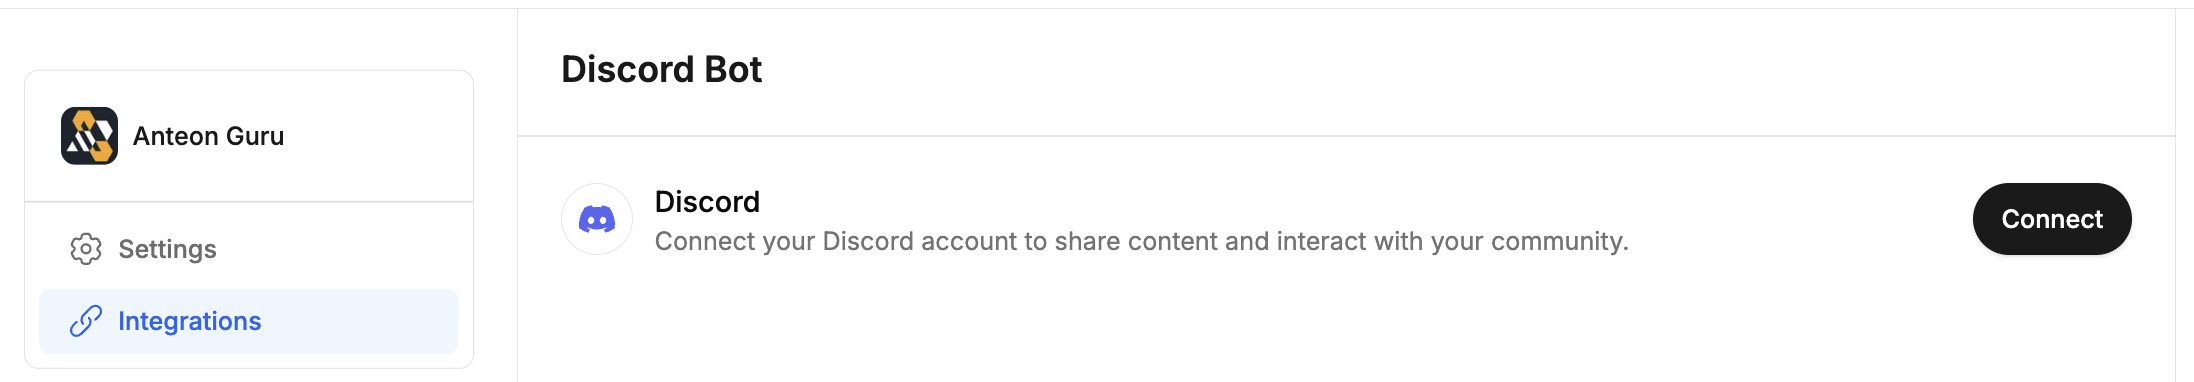 Anteon Guru
Settings
Integrations
Discord Bot
Discord
Connect your Discord account to share content and interact with your community.
Connect